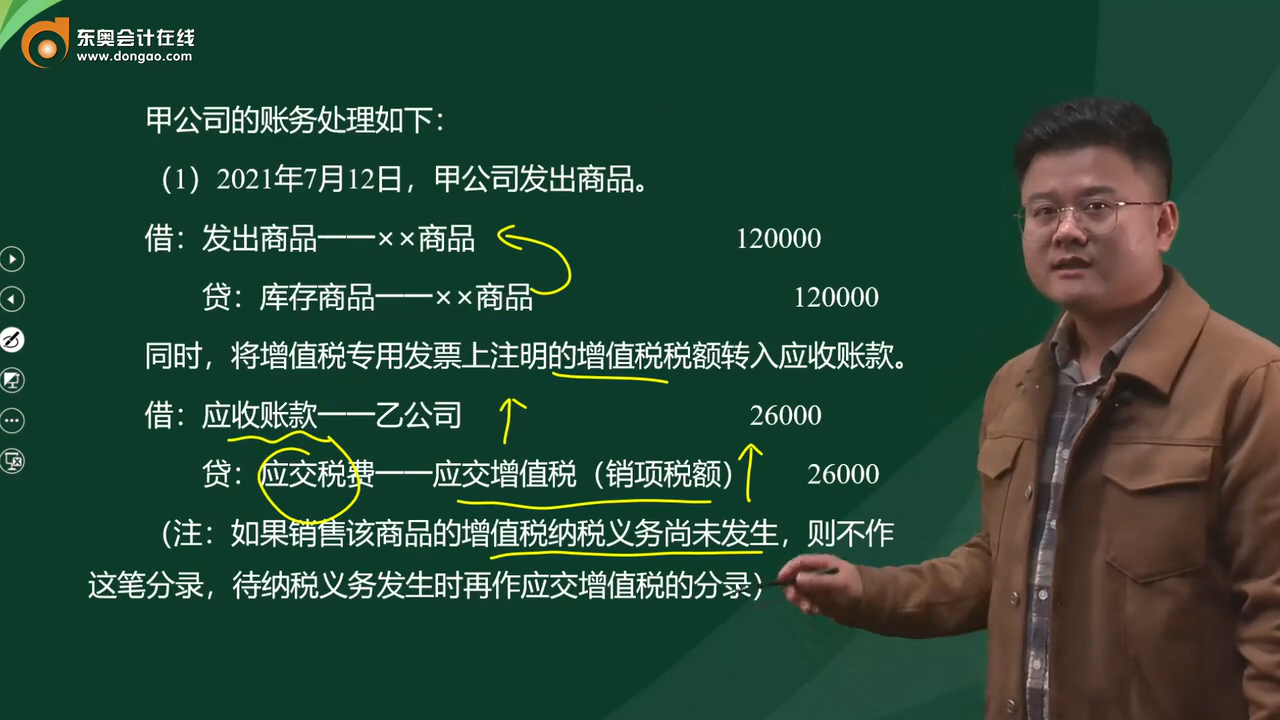 东奥会计在线
www.dongao.com
甲公司的账务处理如下：
（1）2021年7月12日，甲公司发出商品。
借：发出商品——××商品 120000
贷：库存商品——××商品 120000
同时，将增值税专用发票上注明的增值税税额转入应收账款。
借：应收账款——乙公司 26000
贷：应交税费——应交增值税（销项税额） 26000
（注：如果销售该商品的增值税纳税义务尚未发生，则不作
这笔分录，待纳税义务发生时再作应交增值税的分录）